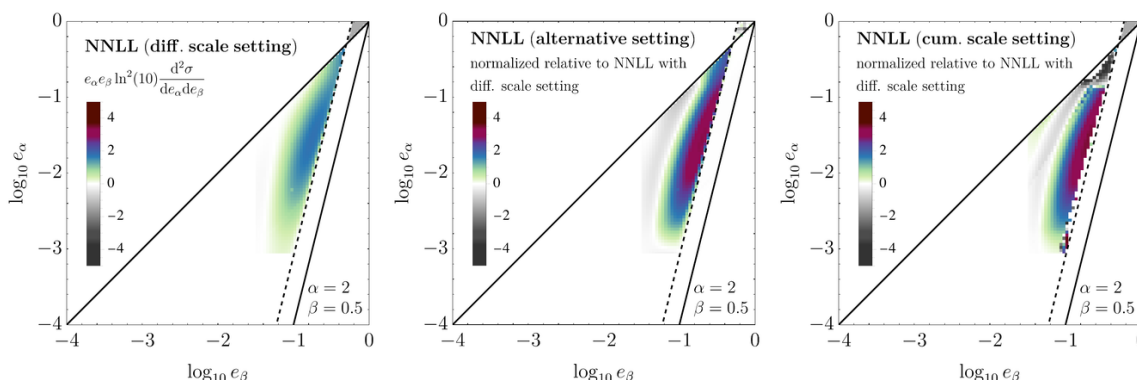 NNLL (diff. scale setting)
e_α e_β ln²(10) d²σ / de_α de_β
4
2
0
−2
−4
α = 2
β = 0.5
0
−1
−2
−3
−4
log₁₀ e_α
−4
−3
−2
−1
0
log₁₀ e_β
NNLL (alternative setting)
normalized relative to NNLL with
diff. scale setting
4
2
0
−2
−4
α = 2
β = 0.5
0
−1
−2
−3
−4
log₁₀ e_α
−4
−3
−2
−1
0
log₁₀ e_β
NNLL (cum. scale setting)
normalized relative to NNLL with
diff. scale setting
4
2
0
−2
−4
α = 2
β = 0.5
0
−1
−2
−3
−4
log₁₀ e_α
−4
−3
−2
−1
0
log₁₀ e_β